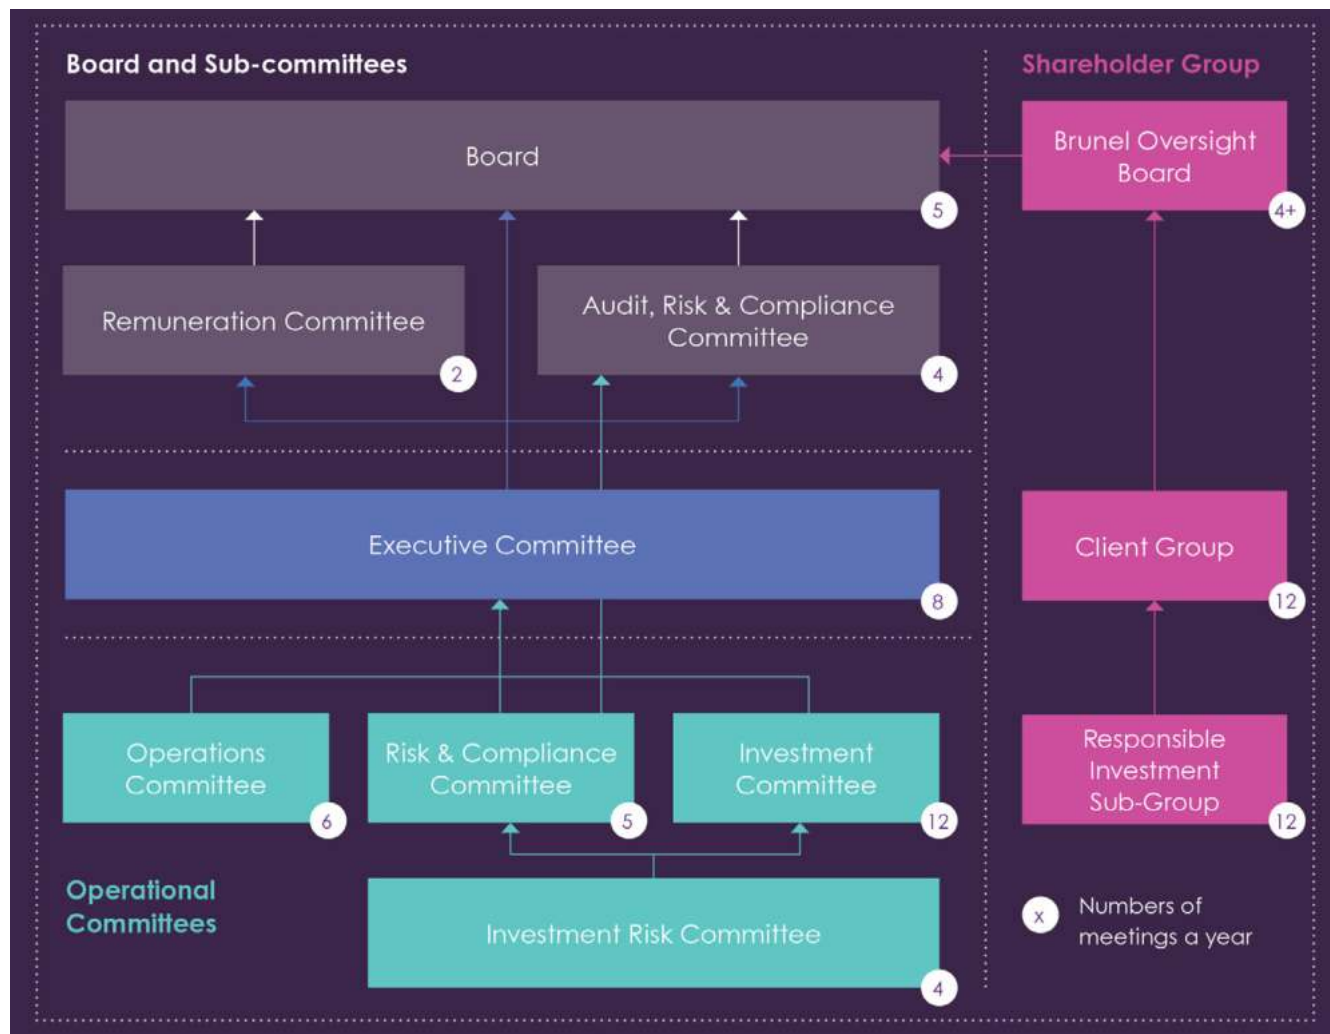 Board and Sub-committees
Shareholder Group
Board
5
Brunel Oversight
Board
4+
Remuneration Committee
2
Audit, Risk & Compliance
Committee
4
Executive Committee
8
Client Group
12
Operations
Committee
6
Risk & Compliance
Committee
5
Investment
Committee
12
Responsible
Investment
Sub-Group
12
Operational
Committees
Investment Risk Committee
4
x
Numbers of
meetings a year